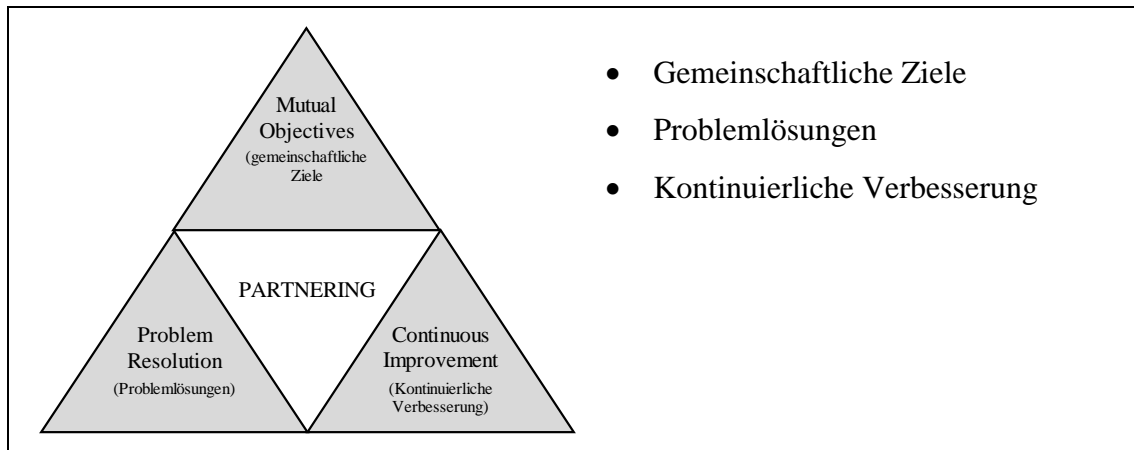 Mutual
Objectives
(gemeinschaftliche
Ziele
PARTNERING
Problem
Resolution
(Problemlösungen)
Continuous
Improvement
(Kontinuierliche
Verbesserung)
• Gemeinschaftliche Ziele
• Problemlösungen
• Kontinuierliche Verbesserung